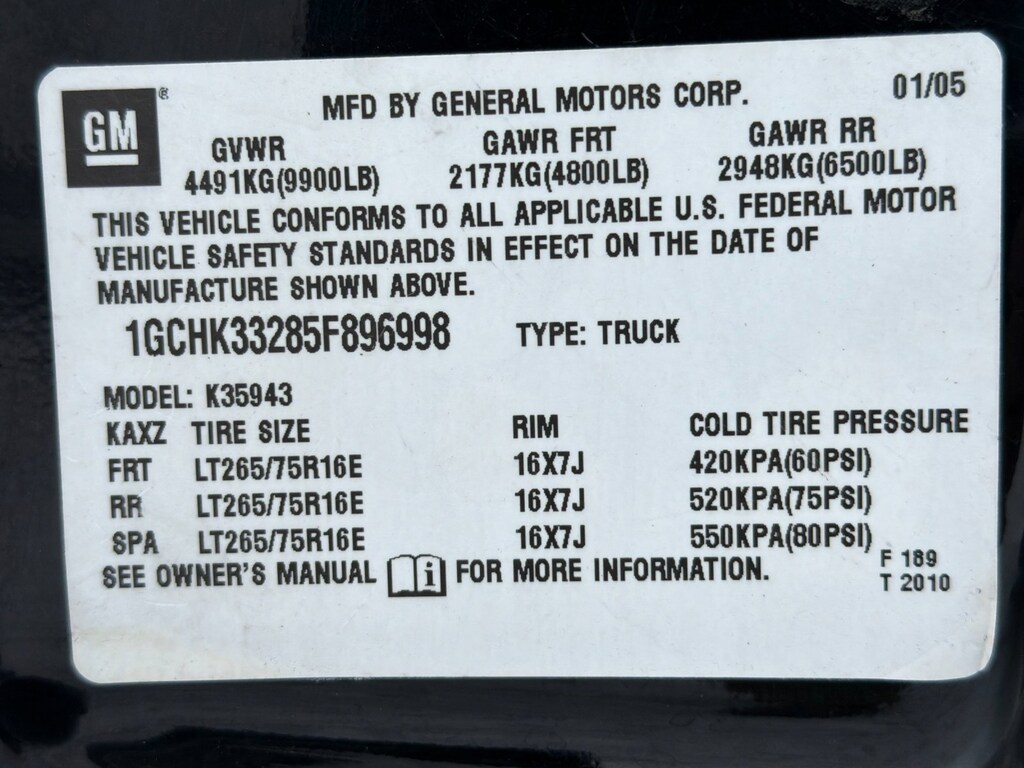 GM ®
MFD BY GENERAL MOTORS CORP. 01/05
GVWR GAWR FRT GAWR RR
4491KG(9900LB) 2177KG(4800LB) 2948KG(6500LB)
THIS VEHICLE CONFORMS TO ALL APPLICABLE U.S. FEDERAL MOTOR
VEHICLE SAFETY STANDARDS IN EFFECT ON THE DATE OF
MANUFACTURE SHOWN ABOVE.
1GCHK33285F896998 TYPE: TRUCK
MODEL: K35943
KAXZ TIRE SIZE RIM COLD TIRE PRESSURE
FRT LT265/75R16E 16X7J 420KPA(60PSI)
RR LT265/75R16E 16X7J 520KPA(75PSI)
SPA LT265/75R16E 16X7J 550KPA(80PSI)
SEE OWNER'S MANUAL i FOR MORE INFORMATION.
F 189
T 2010